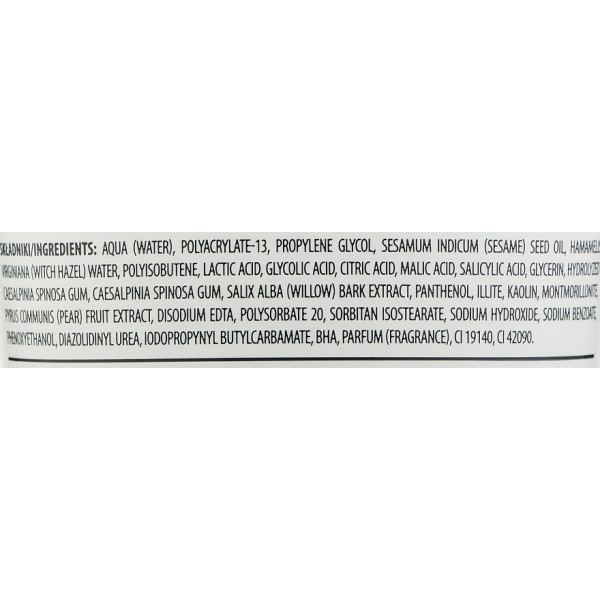 SKŁADNIKI/INGREDIENTS: AQUA (WATER), POLYACRYLATE-13, PROPYLENE GLYCOL, SESAMUM INDICUM (SESAME) SEED OIL, HAMAMELIS
VIRGINIANA (WITCH HAZEL) WATER, POLYISOBUTENE, LACTIC ACID, GLYCOLIC ACID, CITRIC ACID, MALIC ACID, SALICYLIC ACID, GLYCERIN, HYDROLYZED
CAESALPINIA SPINOSA GUM, CAESALPINIA SPINOSA GUM, SALIX ALBA (WILLOW) BARK EXTRACT, PANTHENOL, ILLITE, KAOLIN, MONTMORILLONITE,
PYRUS COMMUNIS (PEAR) FRUIT EXTRACT, DISODIUM EDTA, POLYSORBATE 20, SORBITAN ISOSTEARATE, SODIUM HYDROXIDE, SODIUM BENZOATE,
PHENOXYETHANOL, DIAZOLIDINYL UREA, IODOPROPYNYL BUTYLCARBAMATE, BHA, PARFUM (FRAGRANCE), CI 19140, CI 42090.